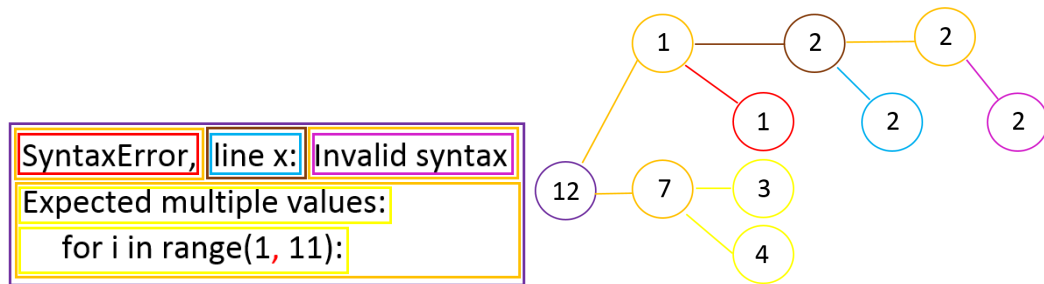 SyntaxError, line x: Invalid syntax
Expected multiple values:
for i in range(1, 11):
1 2 2
1 2 2
12 7 3
4